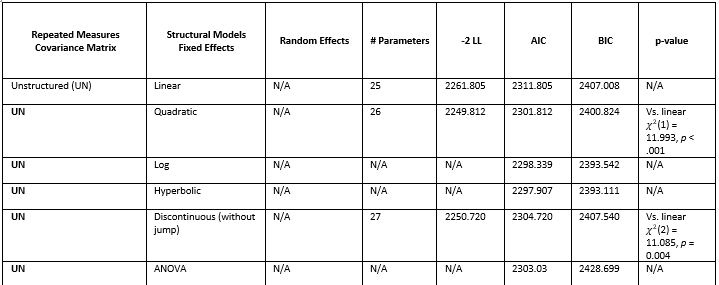 Repeated Measures Covariance Matrix | Structural Models Fixed Effects | Random Effects | # Parameters | -2 LL | AIC | BIC | p-value
Unstructured (UN) | Linear | N/A | 25 | 2261.805 | 2311.805 | 2407.008 | N/A
UN | Quadratic | N/A | 26 | 2249.812 | 2301.812 | 2400.824 | Vs. linear χ²(1) = 11.993, p < .001
UN | Log | N/A | N/A | N/A | 2298.339 | 2393.542 | N/A
UN | Hyperbolic | N/A | N/A | N/A | 2297.907 | 2393.111 | N/A
UN | Discontinuous (without jump) | N/A | 27 | 2250.720 | 2304.720 | 2407.540 | Vs. linear χ²(2) = 11.085, p = 0.004
UN | ANOVA | N/A | N/A | N/A | 2303.03 | 2428.699 | N/A